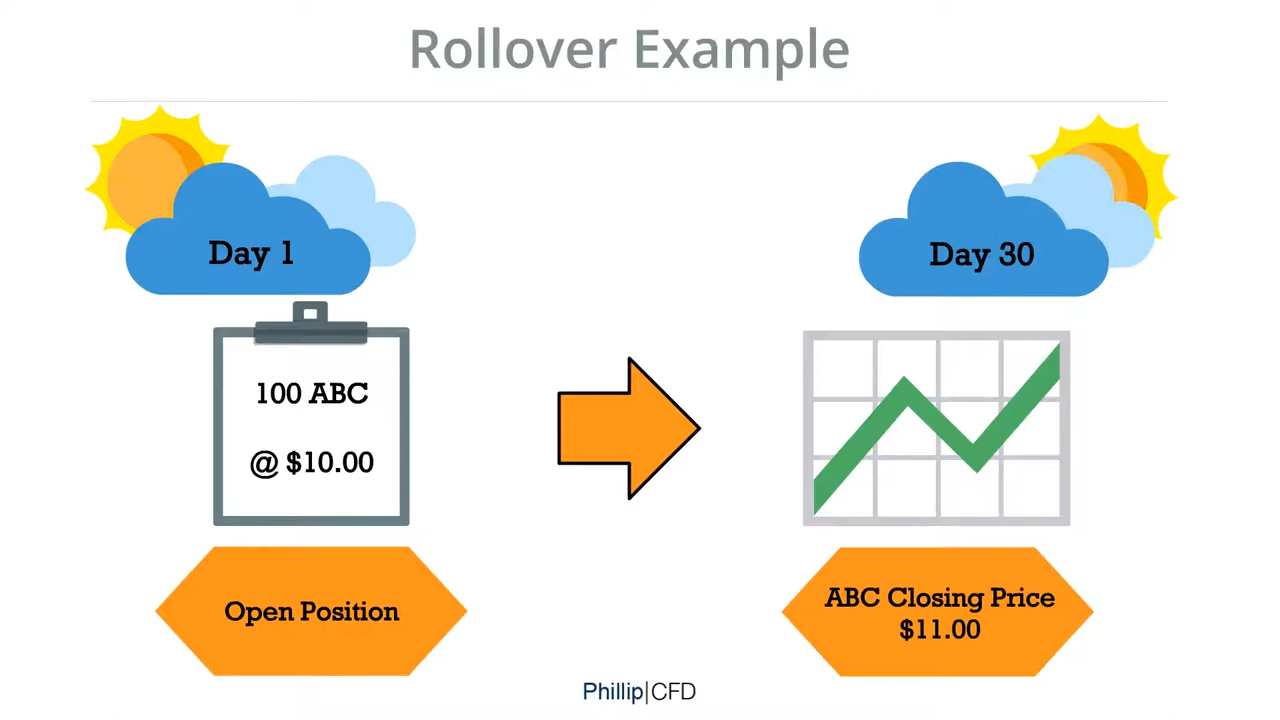 Rollover Example
Day 1
Day 30
100 ABC
@ $10.00
Open Position
ABC Closing Price
$11.00
Phillip|CFD